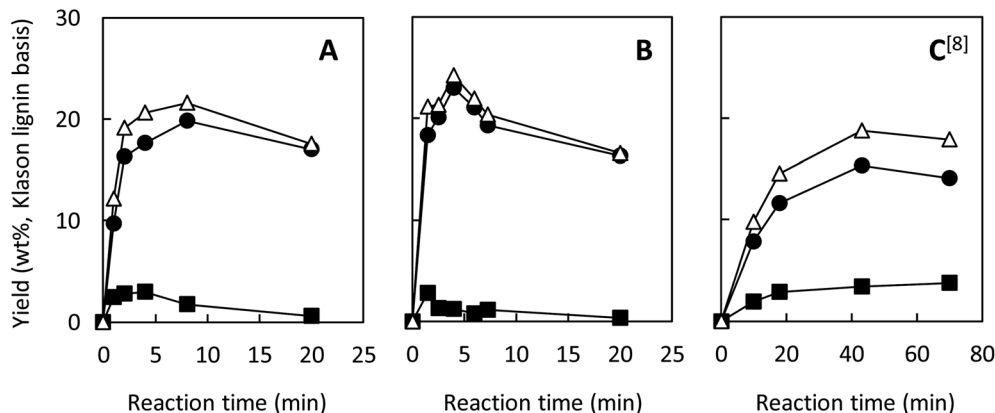 Yield (wt%, Klason lignin basis)
30
20
10
0
A
B
C[8]
0 5 10 15 20 25
0 5 10 15 20 25
0 20 40 60 80
Reaction time (min)
Reaction time (min)
Reaction time (min)